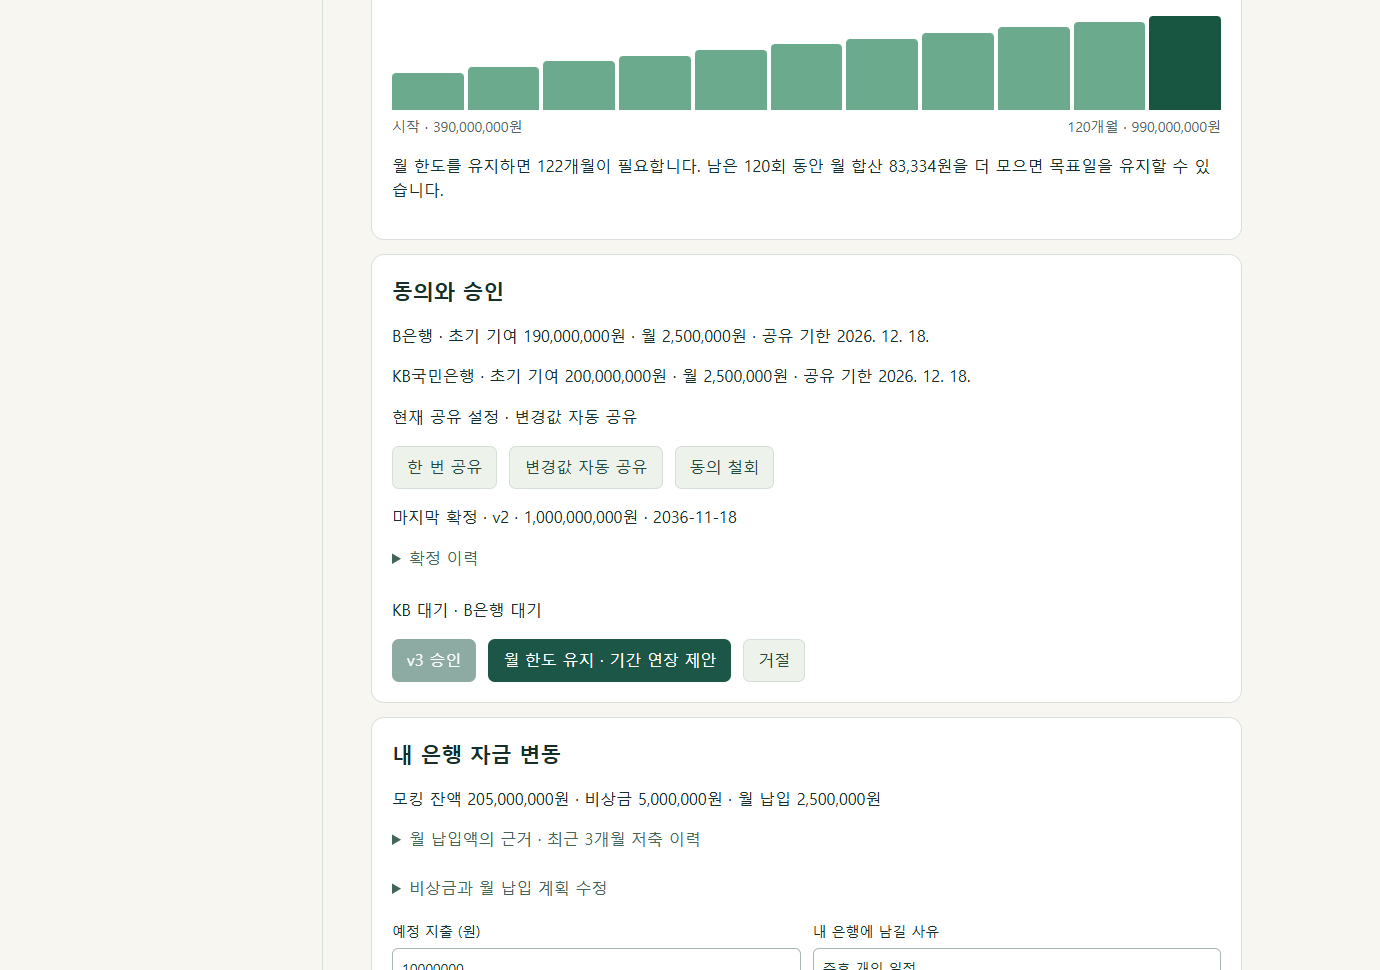 시작 · 390,000,000원
120개월 · 990,000,000원
월 한도를 유지하면 122개월이 필요합니다. 남은 120회 동안 월 합산 83,334원을 더 모으면 목표일을 유지할 수 있
습니다.
동의와 승인
B은행 · 초기 기여 190,000,000원 · 월 2,500,000원 · 공유 기한 2026. 12. 18.
KB국민은행 · 초기 기여 200,000,000원 · 월 2,500,000원 · 공유 기한 2026. 12. 18.
현재 공유 설정 · 변경값 자동 공유
한 번 공유
변경값 자동 공유
동의 철회
마지막 확정 · v2 · 1,000,000,000원 · 2036-11-18
확정 이력
KB 대기 · B은행 대기
v3 승인
월 한도 유지 · 기간 연장 제안
거절
내 은행 자금 변동
모킹 잔액 205,000,000원 · 비상금 5,000,000원 · 월 납입 2,500,000원
월 납입액의 근거 · 최근 3개월 저축 이력
비상금과 월 납입 계획 수정
예정 지출 (원)
내 은행에 남길 사유
10000000
개인 일정